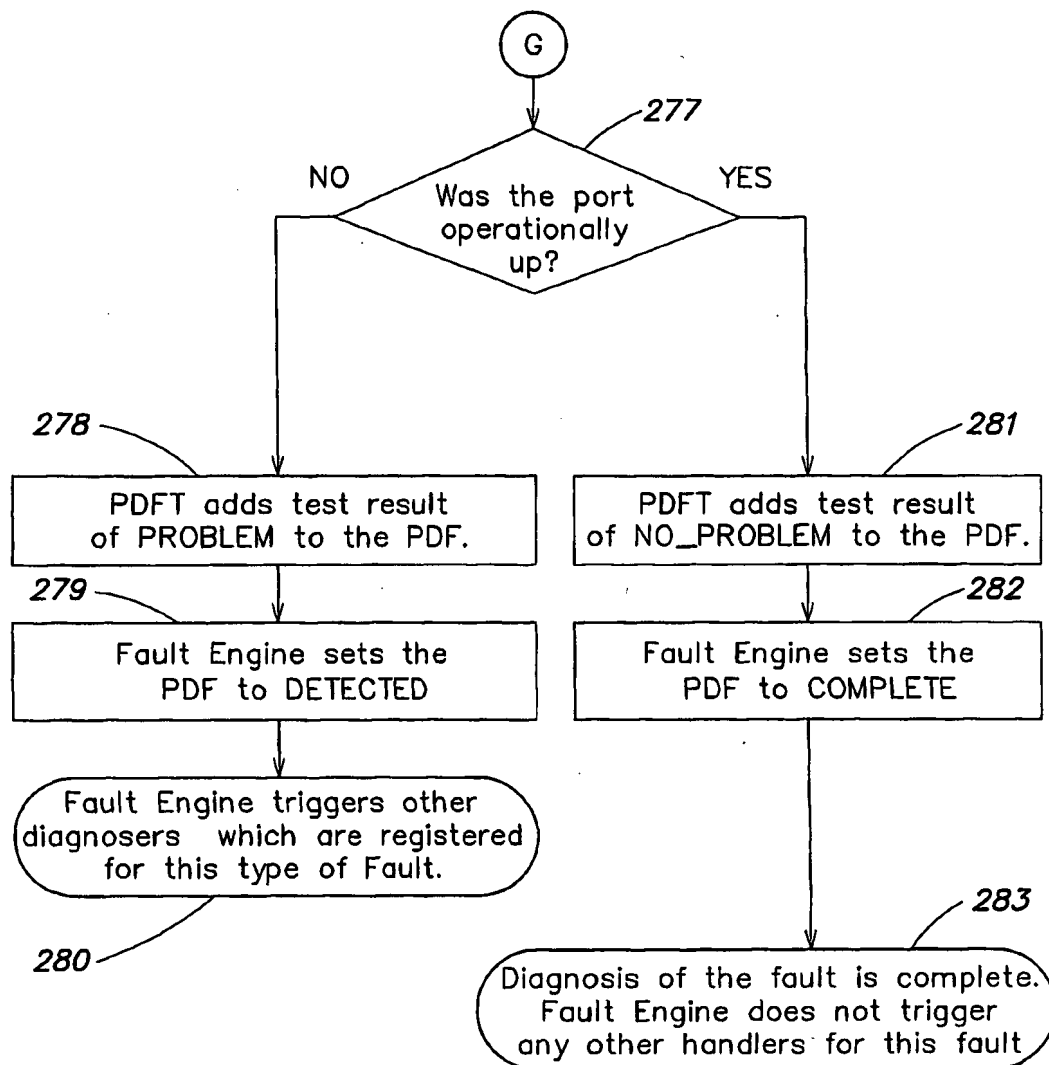 G
277
NO
YES
Was the port
operationally
up?
278
281
PDFT adds test result
of PROBLEM to the PDF.
PDFT adds test result
of NO_PROBLEM to the PDF.
279
282
Fault Engine sets the
PDF to DETECTED
Fault Engine sets the
PDF to COMPLETE
Fault Engine triggers other
diagnosers which are registered
for this type of Fault.
280
283
Diagnosis of the fault is complete.
Fault Engine does not trigger
any other handlers for this fault